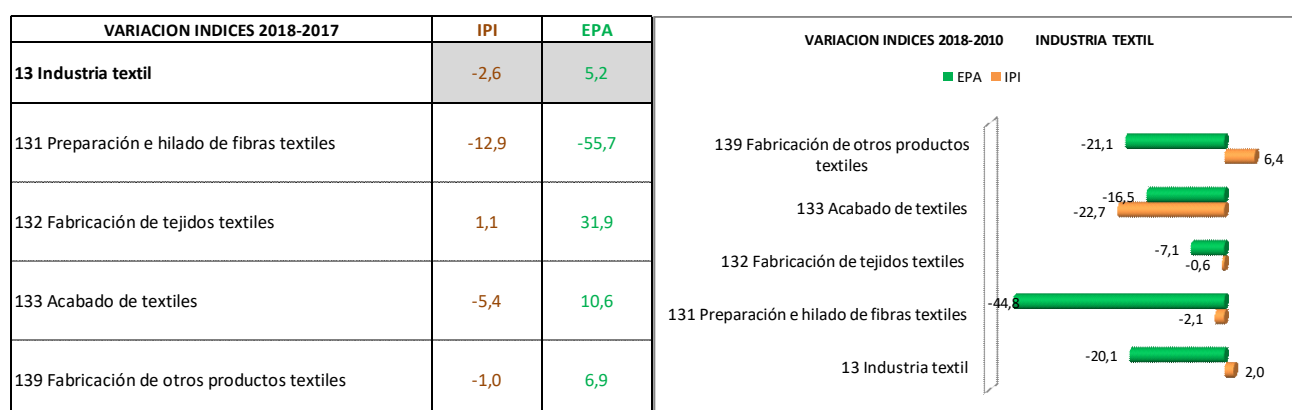 VARIACION INDICES 2018-2017 IPI EPA
13 Industria textil -2,6 5,2
131 Preparación e hilado de fibras textiles -12,9 -55,7
132 Fabricación de tejidos textiles 1,1 31,9
133 Acabado de textiles -5,4 10,6
139 Fabricación de otros productos textiles -1,0 6,9
VARIACION INDICES 2018-2010 INDUSTRIA TEXTIL
EPA IPI
139 Fabricación de otros productos
textiles
-21,1
6,4
133 Acabado de textiles
-16,5
-22,7
132 Fabricación de tejidos textiles
-7,1
-0,6
131 Preparación e hilado de fibras textiles
-44,8
-2,1
13 Industria textil
-20,1
2,0